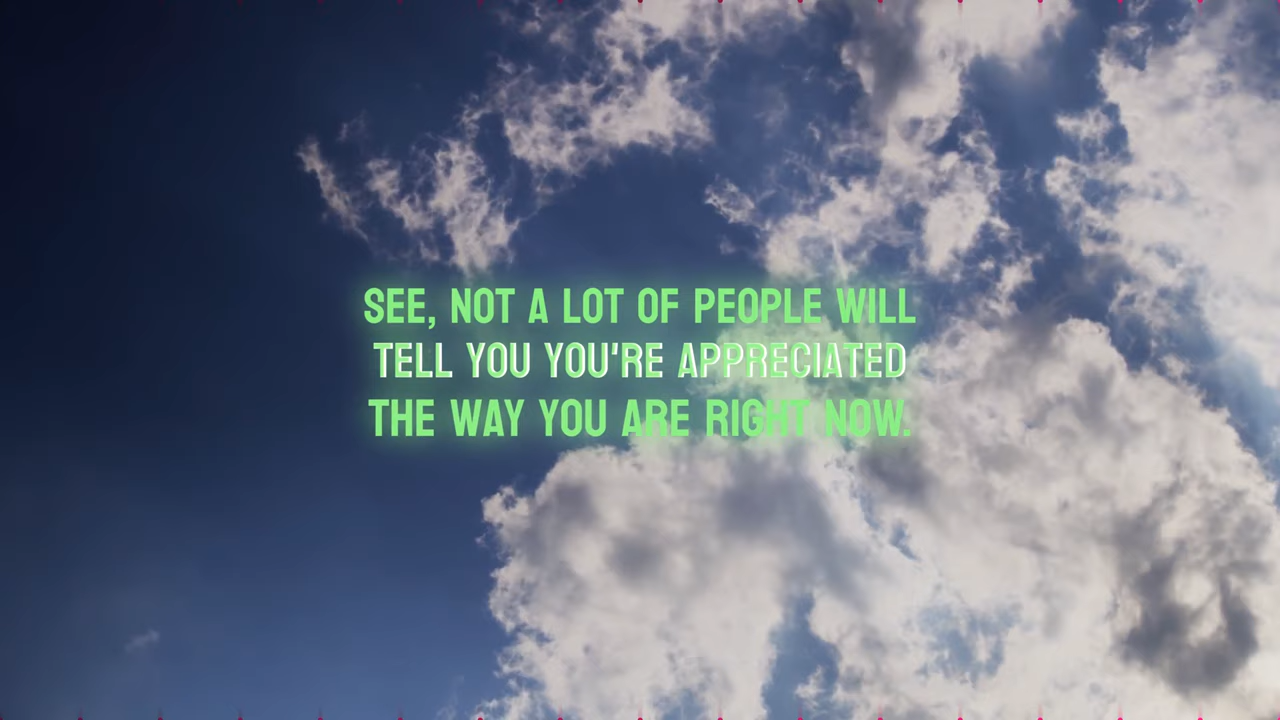 SEE, NOT A LOT OF PEOPLE WILL
TELL YOU YOU'RE APPRECIATED
THE WAY YOU ARE RIGHT NOW.